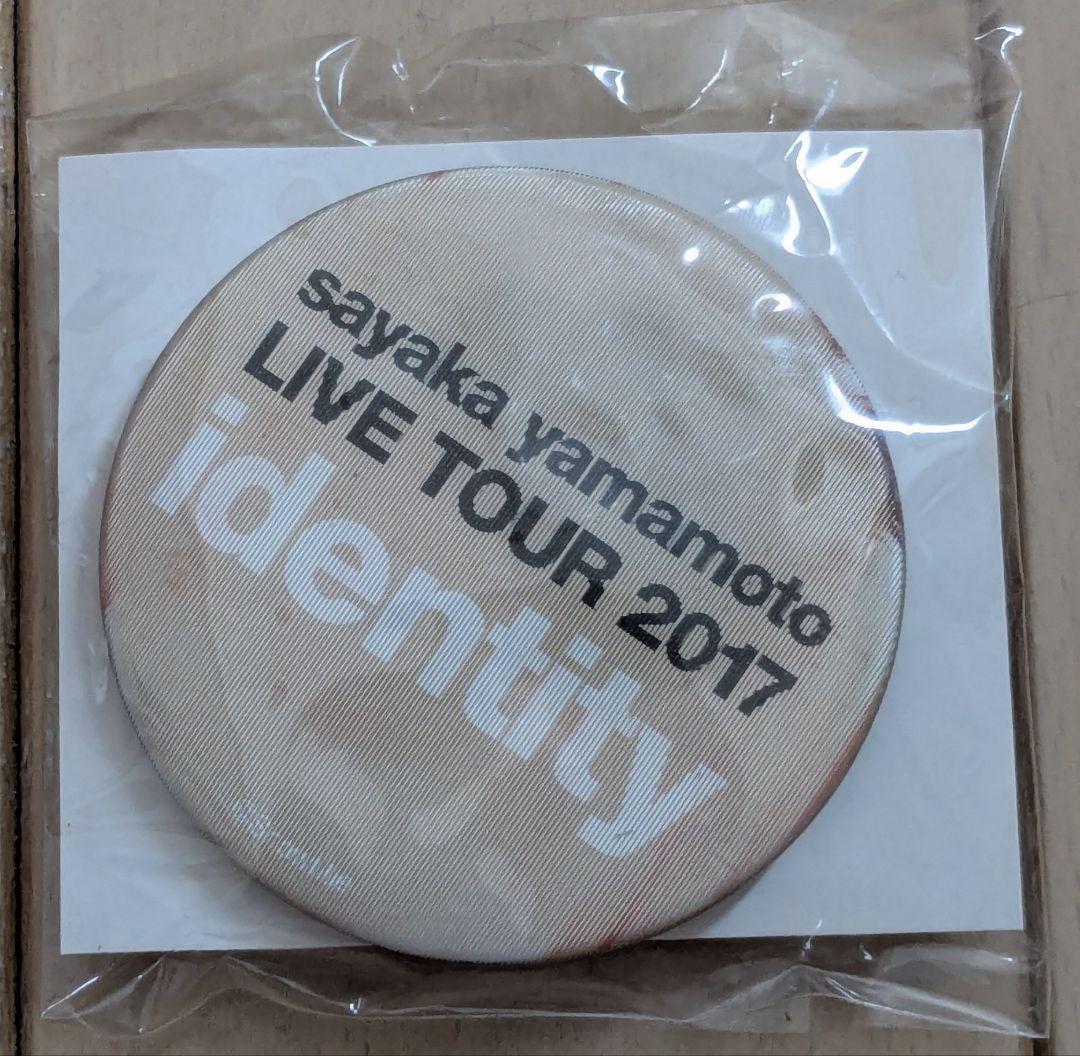 sayaka yamamoto
LIVE TOUR 2017
identity